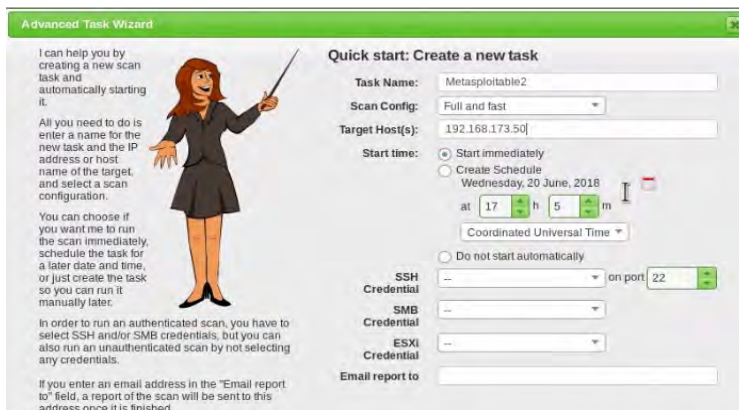 Advanced Task Wizard
I can help you by
creating a new scan
task and
automatically starting
it.
All you need to do is
enter a name for the
new task and the IP
address or host
name of the target,
and select a scan
configuration.
You can choose if
you want me to run
the scan immediately,
schedule the task for
a later date and time,
or just create the task
so you can run it
manually later.
In order to run an authenticated scan, you have to
select SSH and/or SMB credentials, but you can
also run an unauthenticated scan by not selecting
any credentials.
If you enter an email address in the "Email report
to" field, a report of the scan will be sent to this
address once it is finished.
Quick start: Create a new task
Task Name: Metasploitable2
Scan Config: Full and fast
Target Host(s): 192.168.173.50
Start time: Start immediately
Create Schedule
Wednesday, 20 June, 2018
at 17 h 5 m
Coordinated Universal Time
Do not start automatically
SSH Credential -- on port 22
SMB Credential --
ESXi Credential --
Email report to